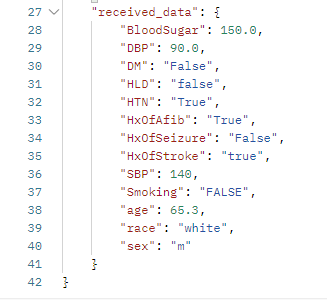 27 "received_data": {
28 "BloodSugar": 150.0,
29 "DBP": 90.0,
30 "DM": "False",
31 "HLD": "false",
32 "HTN": "True",
33 "HxOfAfib": "True",
34 "HxOfSeizure": "False",
35 "HxOfStroke": "true",
36 "SBP": 140,
37 "Smoking": "FALSE",
38 "age": 65.3,
39 "race": "white",
40 "sex": "m"
41 }
42 }